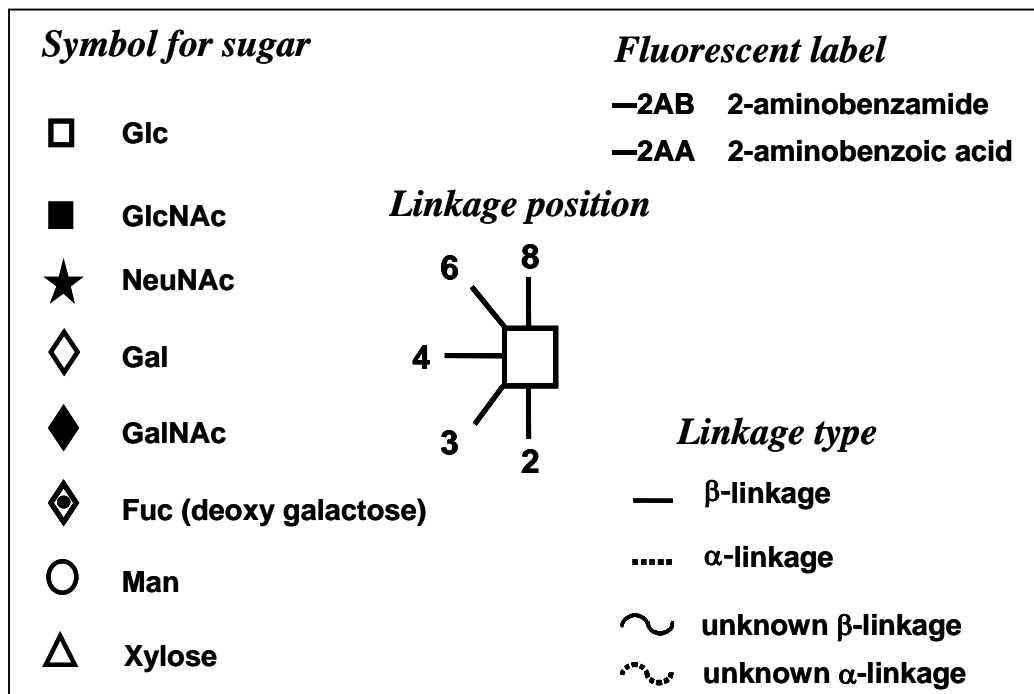 Symbol for sugar
Glc
GlcNAc
NeuNAc
Gal
GalNAc
Fuc (deoxy galactose)
Man
Xylose
Fluorescent label
—2AB 2-aminobenzamide
—2AA 2-aminobenzoic acid
Linkage position
6
8
4
3
2
Linkage type
β-linkage
α-linkage
unknown β-linkage
unknown α-linkage